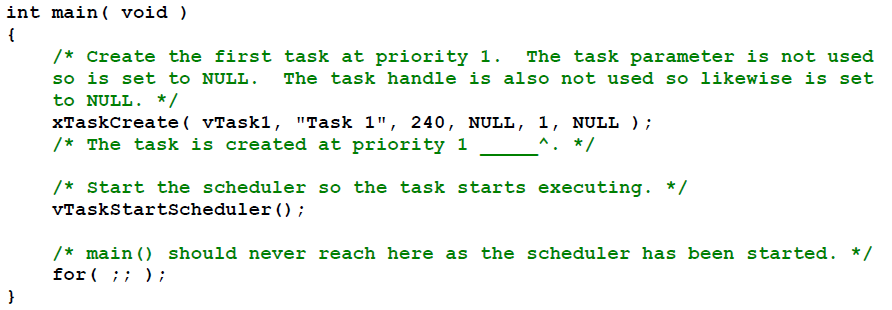 int main( void )
{
/* Create the first task at priority 1.  The task parameter is not used
so is set to NULL.  The task handle is also not used so likewise is set
to NULL. */
xTaskCreate( vTask1, "Task 1", 240, NULL, 1, NULL );
/* The task is created at priority 1 _____^. */
/* Start the scheduler so the task starts executing. */
vTaskStartScheduler();
/* main() should never reach here as the scheduler has been started. */
for( ;; );
}